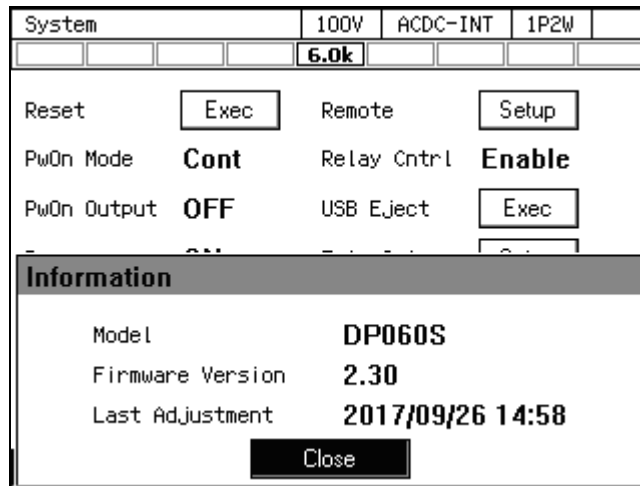 System 100V ACDC-INT 1P2W
6.0k
Reset Exec Remote Setup
PwOn Mode Cont Relay Cntrl Enable
PwOn Output OFF USB Eject Exec
Information
Model DP060S
Firmware Version 2.30
Last Adjustment 2017/09/26 14:58
Close